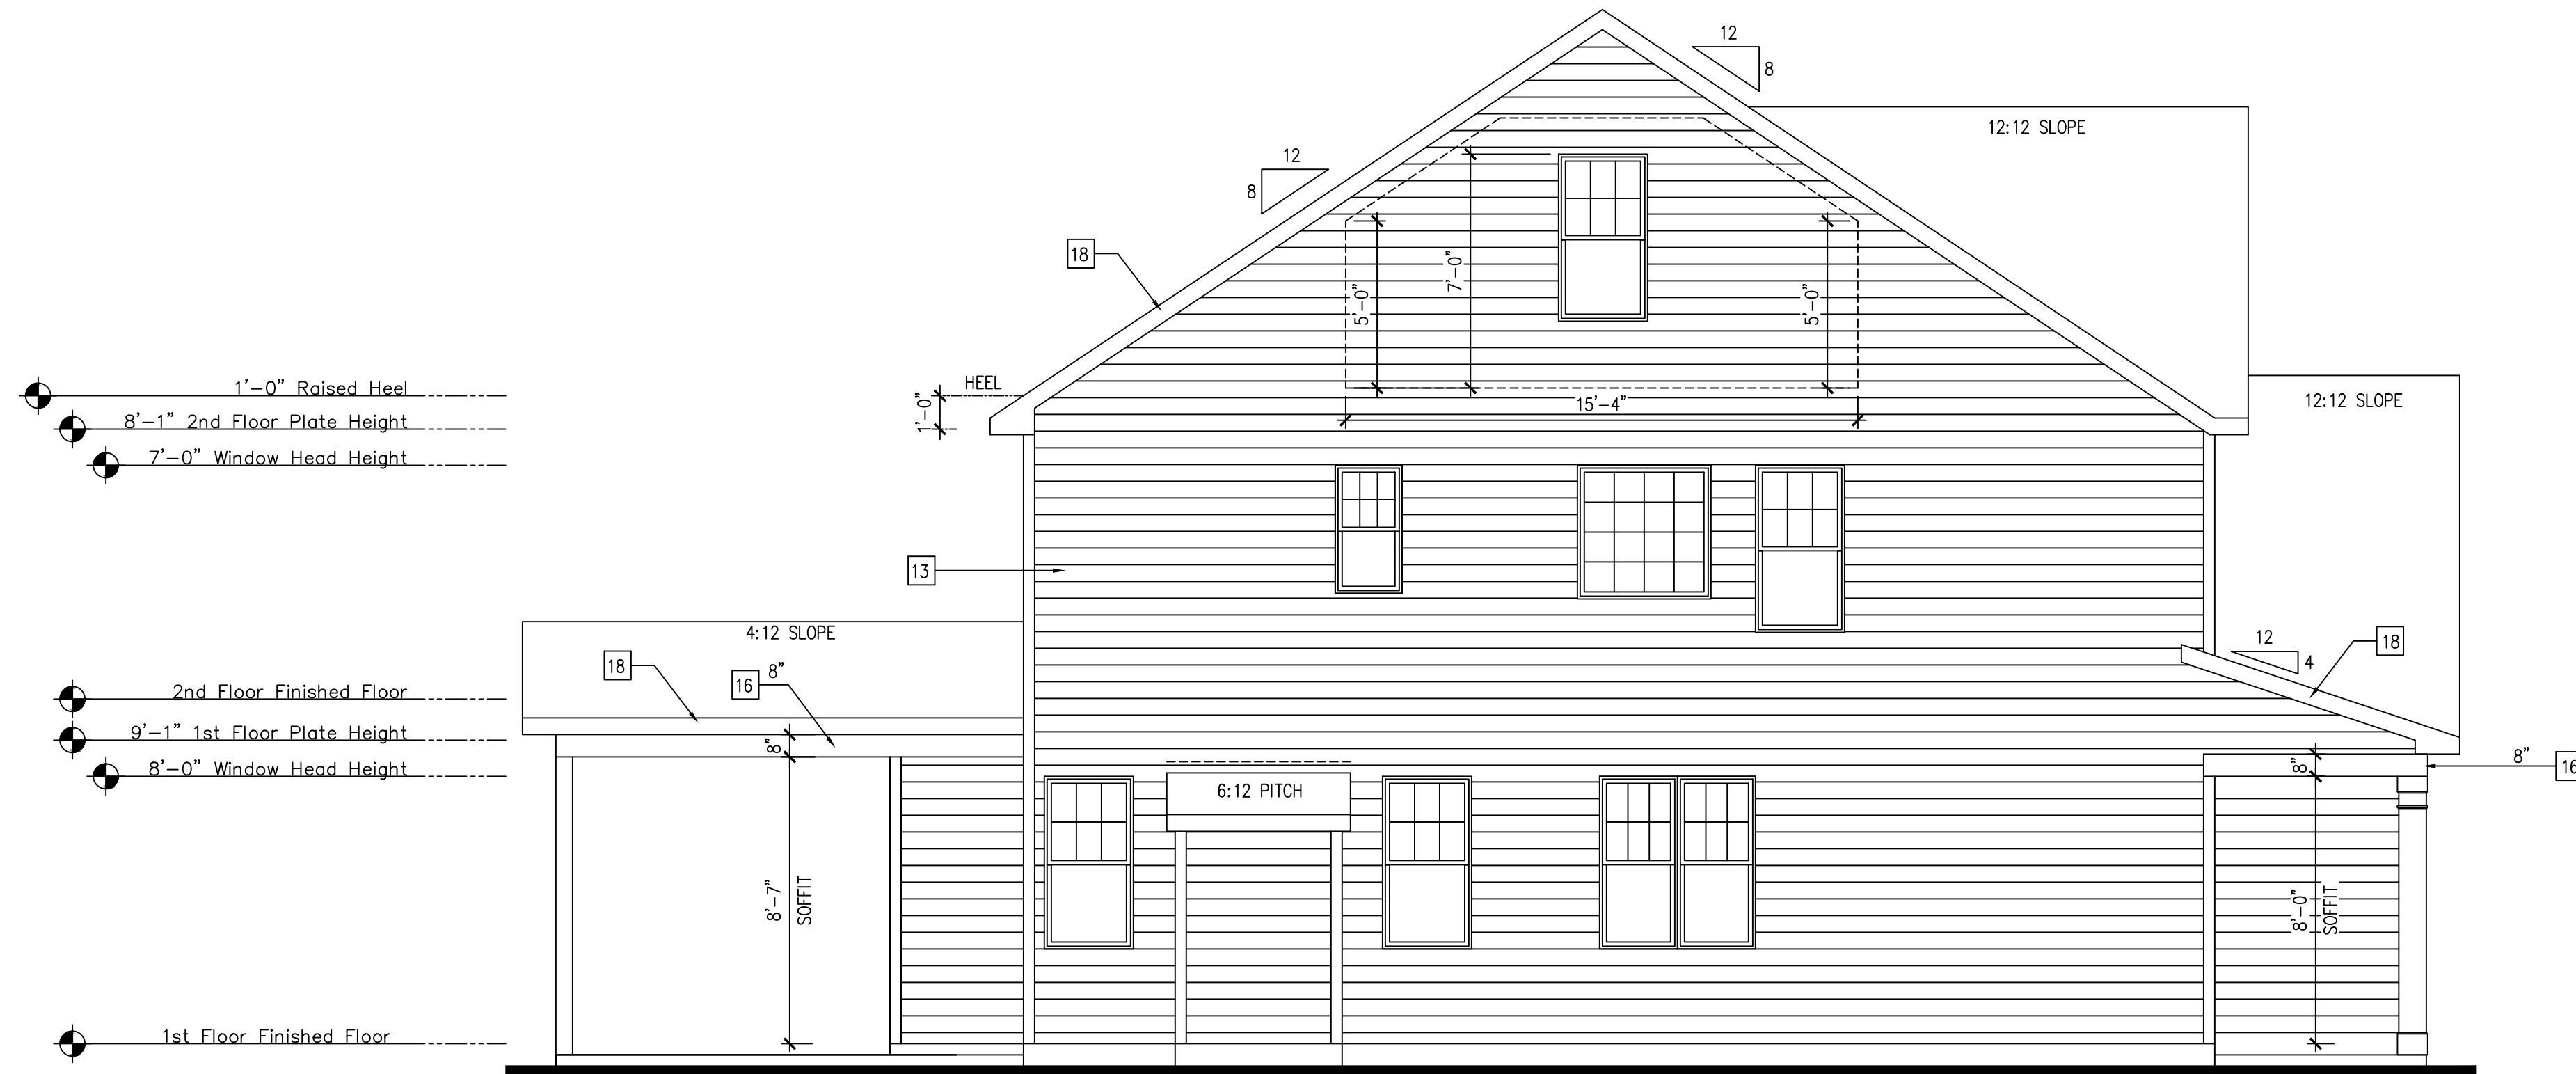 12
8
12:12 SLOPE
12
8
18
7'-0"
5'-0"
5'-0"
1'-0" Raised Heel
HEEL
1'-0"
15'-4"
12:12 SLOPE
8'-1" 2nd Floor Plate Height
7'-0" Window Head Height
13
4:12 SLOPE
18
16
8"
12
4
18
2nd Floor Finished Floor
9'-1" 1st Floor Plate Height
8"
8'-0" Window Head Height
8"
8"
16
6:12 PITCH
8'-7"
SOFFIT
8'-0"
SOFFIT
1st Floor Finished Floor